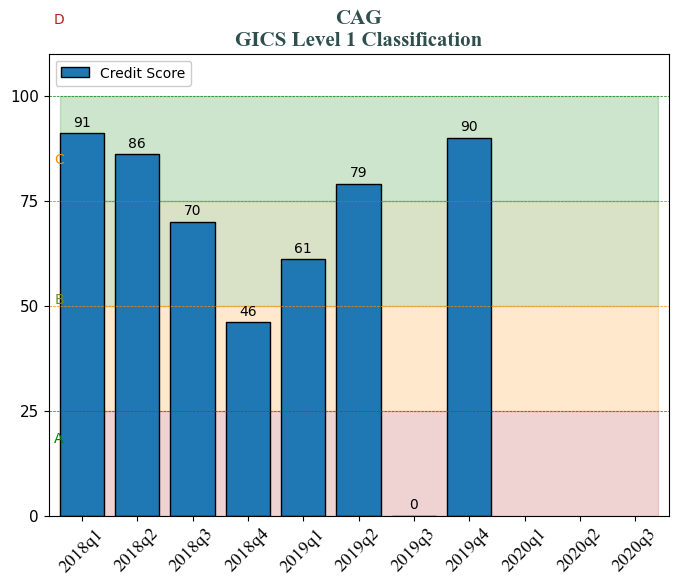 D
CAG
GICS Level 1 Classification
Credit Score
100
91
86
C
90
79
75
70
61
50
B
46
25
A
0
0
2018q1
2018q2
2018q3
2018q4
2019q1
2019q2
2019q3
2019q4
2020q1
2020q2
2020q3